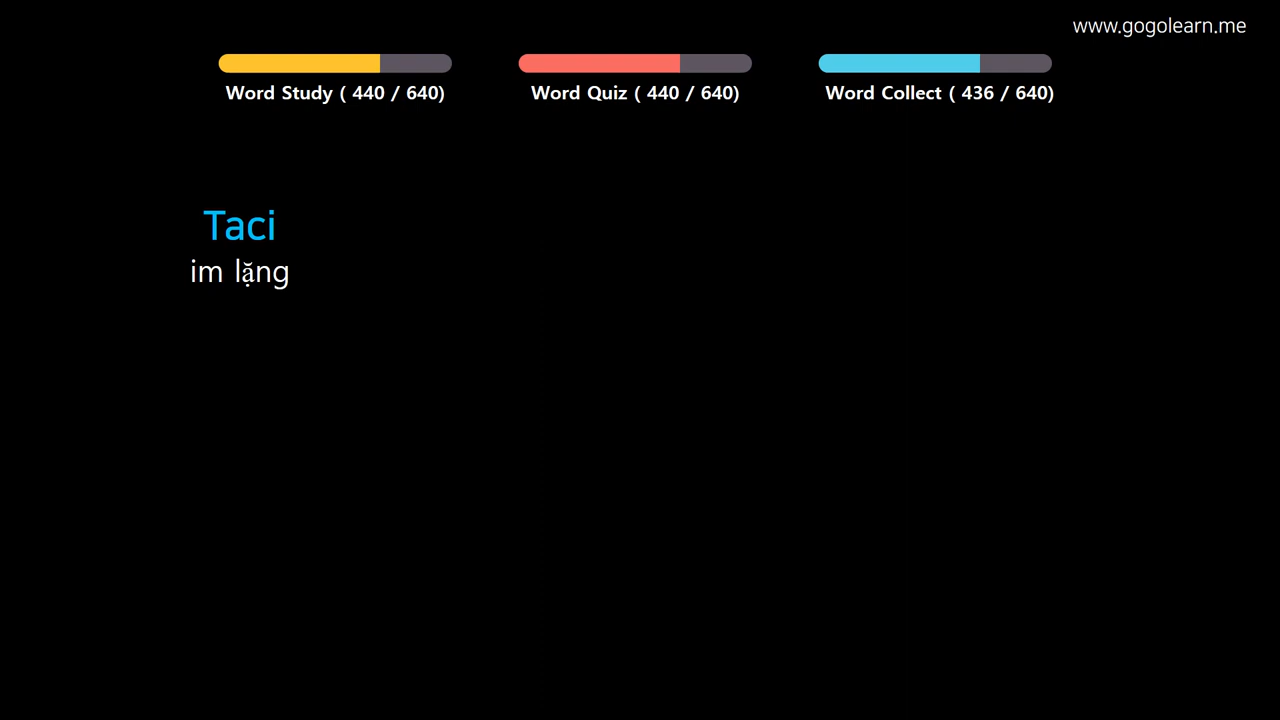 www.gogolearn.me
Word Study ( 440 / 640)
Word Quiz ( 440 / 640)
Word Collect ( 436 / 640)
Taci
im lặng